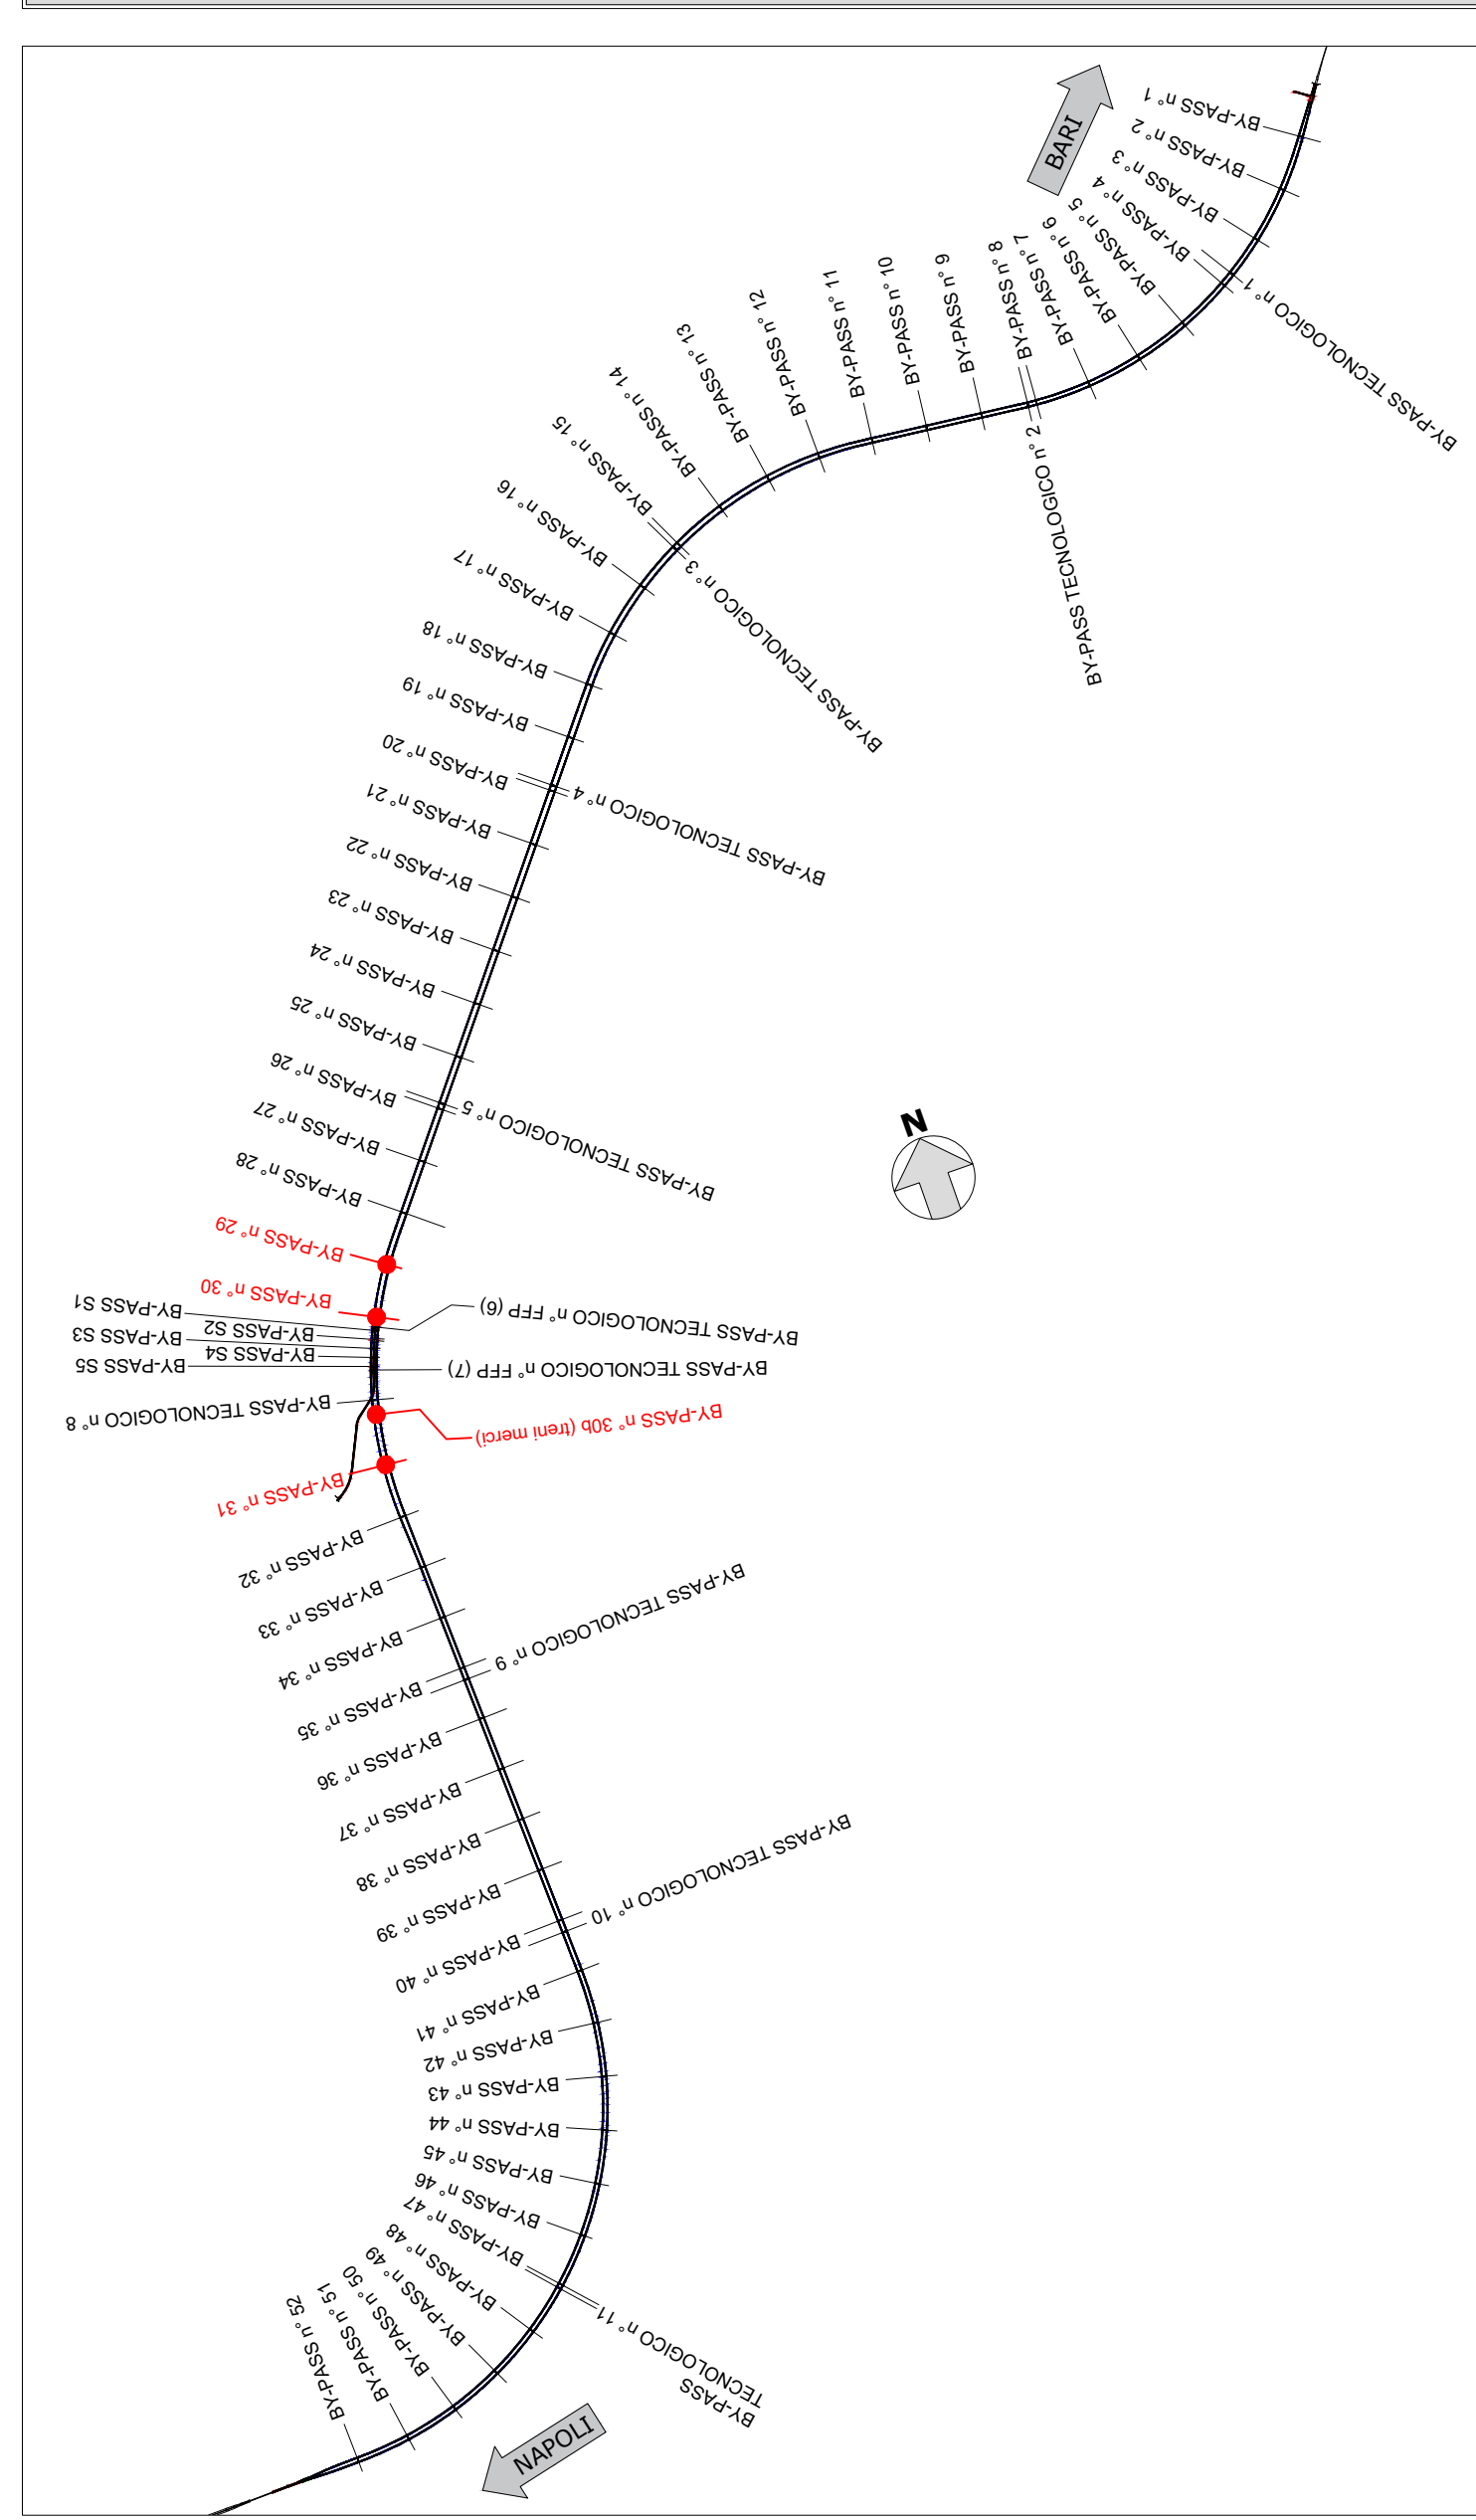 BARI
BY-PASS n° 1
BY-PASS n° 2
BY-PASS n° 3
BY-PASS n° 4
BY-PASS TECNOLOGICO n° 1
BY-PASS n° 5
BY-PASS n° 6
BY-PASS n° 7
BY-PASS n° 8
BY-PASS TECNOLOGICO n° 2
BY-PASS n° 9
BY-PASS n° 10
BY-PASS n° 11
BY-PASS n° 12
BY-PASS n° 13
BY-PASS n° 14
BY-PASS n° 15
BY-PASS TECNOLOGICO n° 3
BY-PASS n° 16
BY-PASS n° 17
BY-PASS n° 18
BY-PASS n° 19
BY-PASS n° 20
BY-PASS TECNOLOGICO n° 4
BY-PASS n° 21
BY-PASS n° 22
BY-PASS n° 23
BY-PASS n° 24
BY-PASS n° 25
BY-PASS n° 26
BY-PASS TECNOLOGICO n° 5
BY-PASS n° 27
BY-PASS n° 28
N
BY-PASS n° 29
BY-PASS n° 30
BY-PASS TECNOLOGICO n° FFP (6)
BY-PASS S1
BY-PASS S2
BY-PASS S3
BY-PASS S4
BY-PASS S5
BY-PASS TECNOLOGICO n° FFP (7)
BY-PASS TECNOLOGICO n° 8
BY-PASS n° 30b (treni merci)
BY-PASS n° 31
BY-PASS n° 32
BY-PASS n° 33
BY-PASS n° 34
BY-PASS n° 35
BY-PASS TECNOLOGICO n° 9
BY-PASS n° 36
BY-PASS n° 37
BY-PASS n° 38
BY-PASS n° 39
BY-PASS n° 40
BY-PASS TECNOLOGICO n° 10
BY-PASS n° 41
BY-PASS n° 42
BY-PASS n° 43
BY-PASS n° 44
BY-PASS n° 45
BY-PASS n° 46
BY-PASS n° 47
BY-PASS
TECNOLOGICO n° 11
BY-PASS n° 48
BY-PASS n° 49
BY-PASS n° 50
BY-PASS n° 51
BY-PASS n° 52
NAPOLI